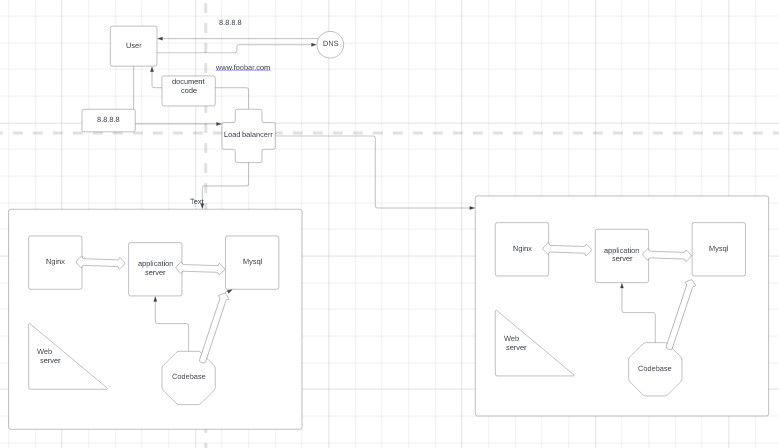 8.8.8.8
User
DNS
www.foobar.com
document
code
8.8.8.8
Load balancerr
Text
Nginx
application
server
Mysql
Web
server
Codebase
Nginx
application
server
Mysql
Web
server
Codebase